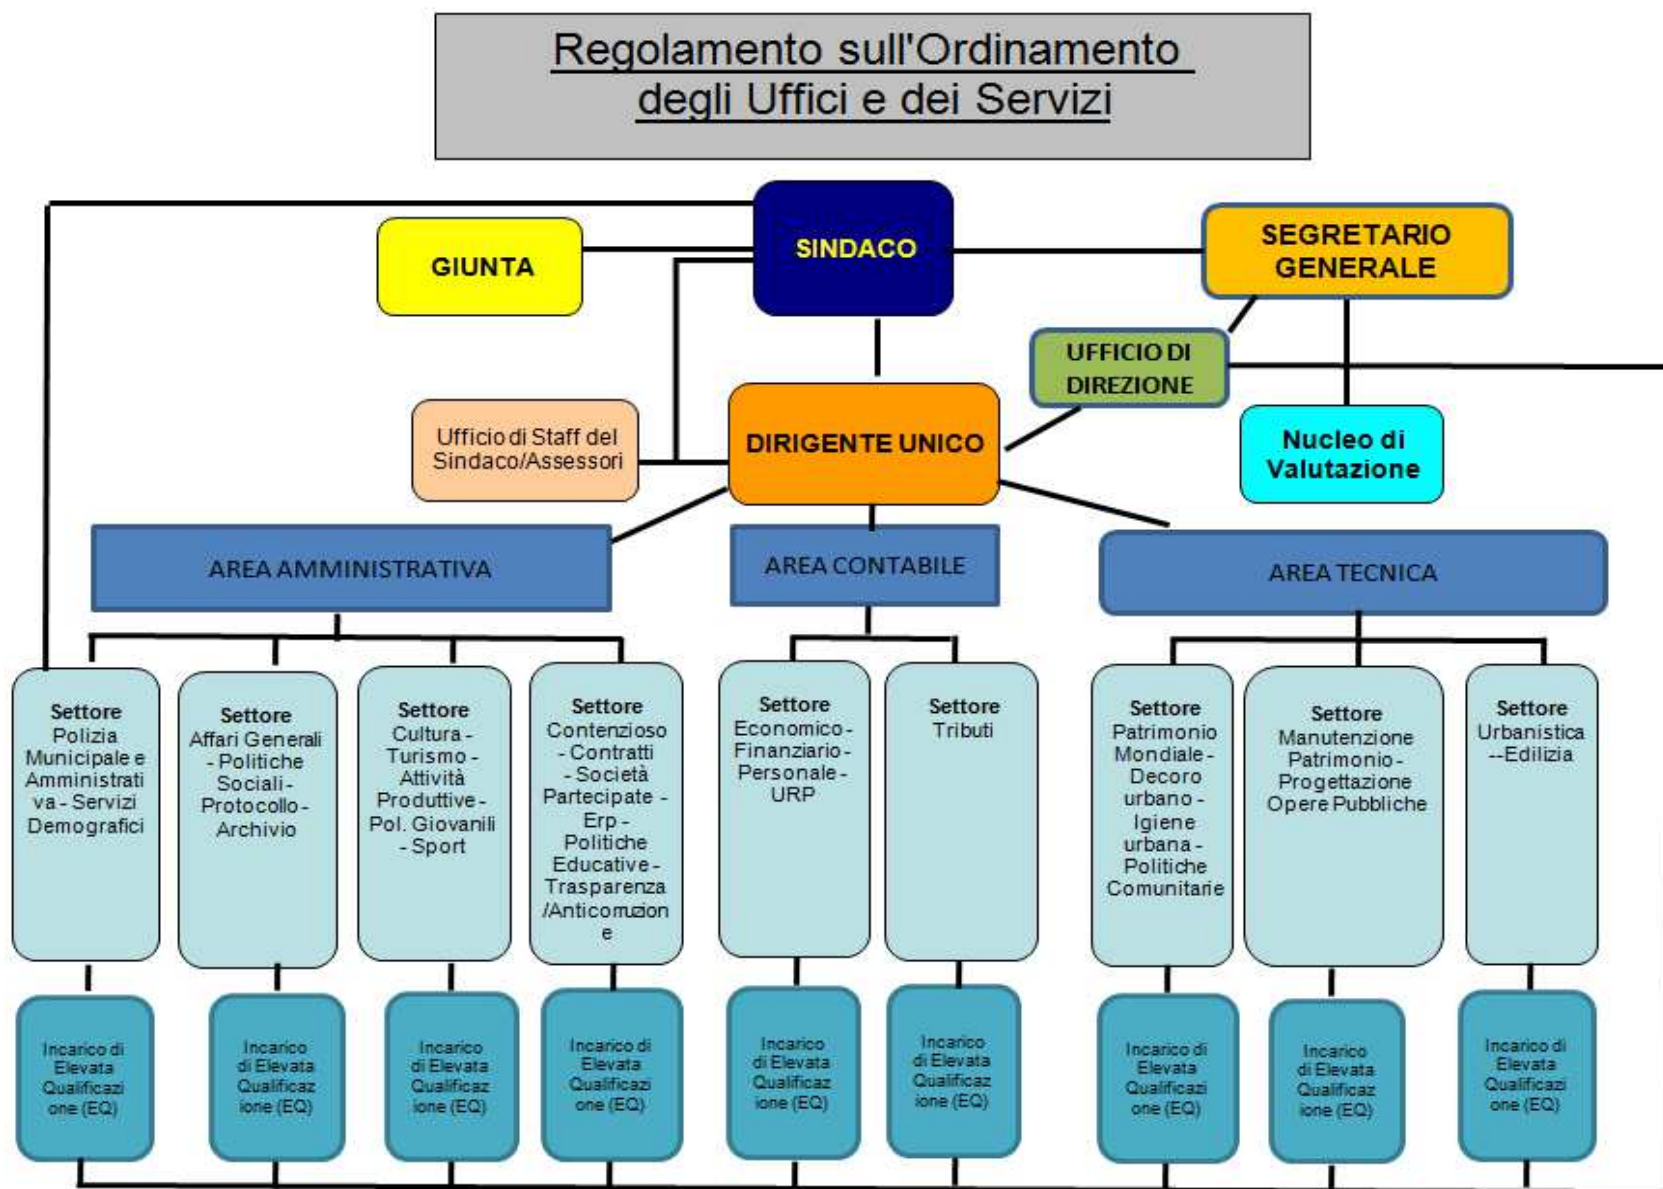 Regolamento sull'Ordinamento
degli Uffici e dei Servizi
SINDACO
GIUNTA
SEGRETARIO
GENERALE
UFFICIO DI
DIREZIONE
Ufficio di Staff del
Sindaco/Assessori
DIRIGENTE UNICO
Nucleo di
Valutazione
AREA AMMINISTRATIVA
AREA CONTABILE
AREA TECNICA
Settore
Polizia
Municipale e
Amministrati
va - Servizi
Demografici
Settore
Affari Generali
- Politiche
Sociali -
Protocollo -
Archivio
Settore
Cultura -
Turismo -
Attività
Produttive -
Pol. Giovanili
- Sport
Settore
Contenzioso
- Contratti
- Società
Partecipate -
Erp -
Politiche
Educative -
Trasparenza
/Anticorruzion
e
Settore
Economico -
Finanziario -
Personale -
URP
Settore
Tributi
Settore
Patrimonio
Mondiale -
Decoro
urbano -
Igiene
urbana -
Politiche
Comunitarie
Settore
Manutenzione
Patrimonio -
Progettazione
Opere Pubbliche
Settore
Urbanistica
--Edilizia
Incarico di
Elevata
Qualificazi
one (EQ)
Incarico
di Elevata
Qualificaz
ione (EQ)
Incarico
di Elevata
Qualificaz
ione (EQ)
Incarico di
Elevata
Qualificazi
one (EQ)
Incarico
di Elevata
Qualificaz
ione (EQ)
Incarico
di Elevata
Qualificaz
ione (EQ)
Incarico di
Elevata
Qualificazi
one (EQ)
Incarico
di Elevata
Qualificaz
ione (EQ)
Incarico di
Elevata
Qualificazi
one (EQ)